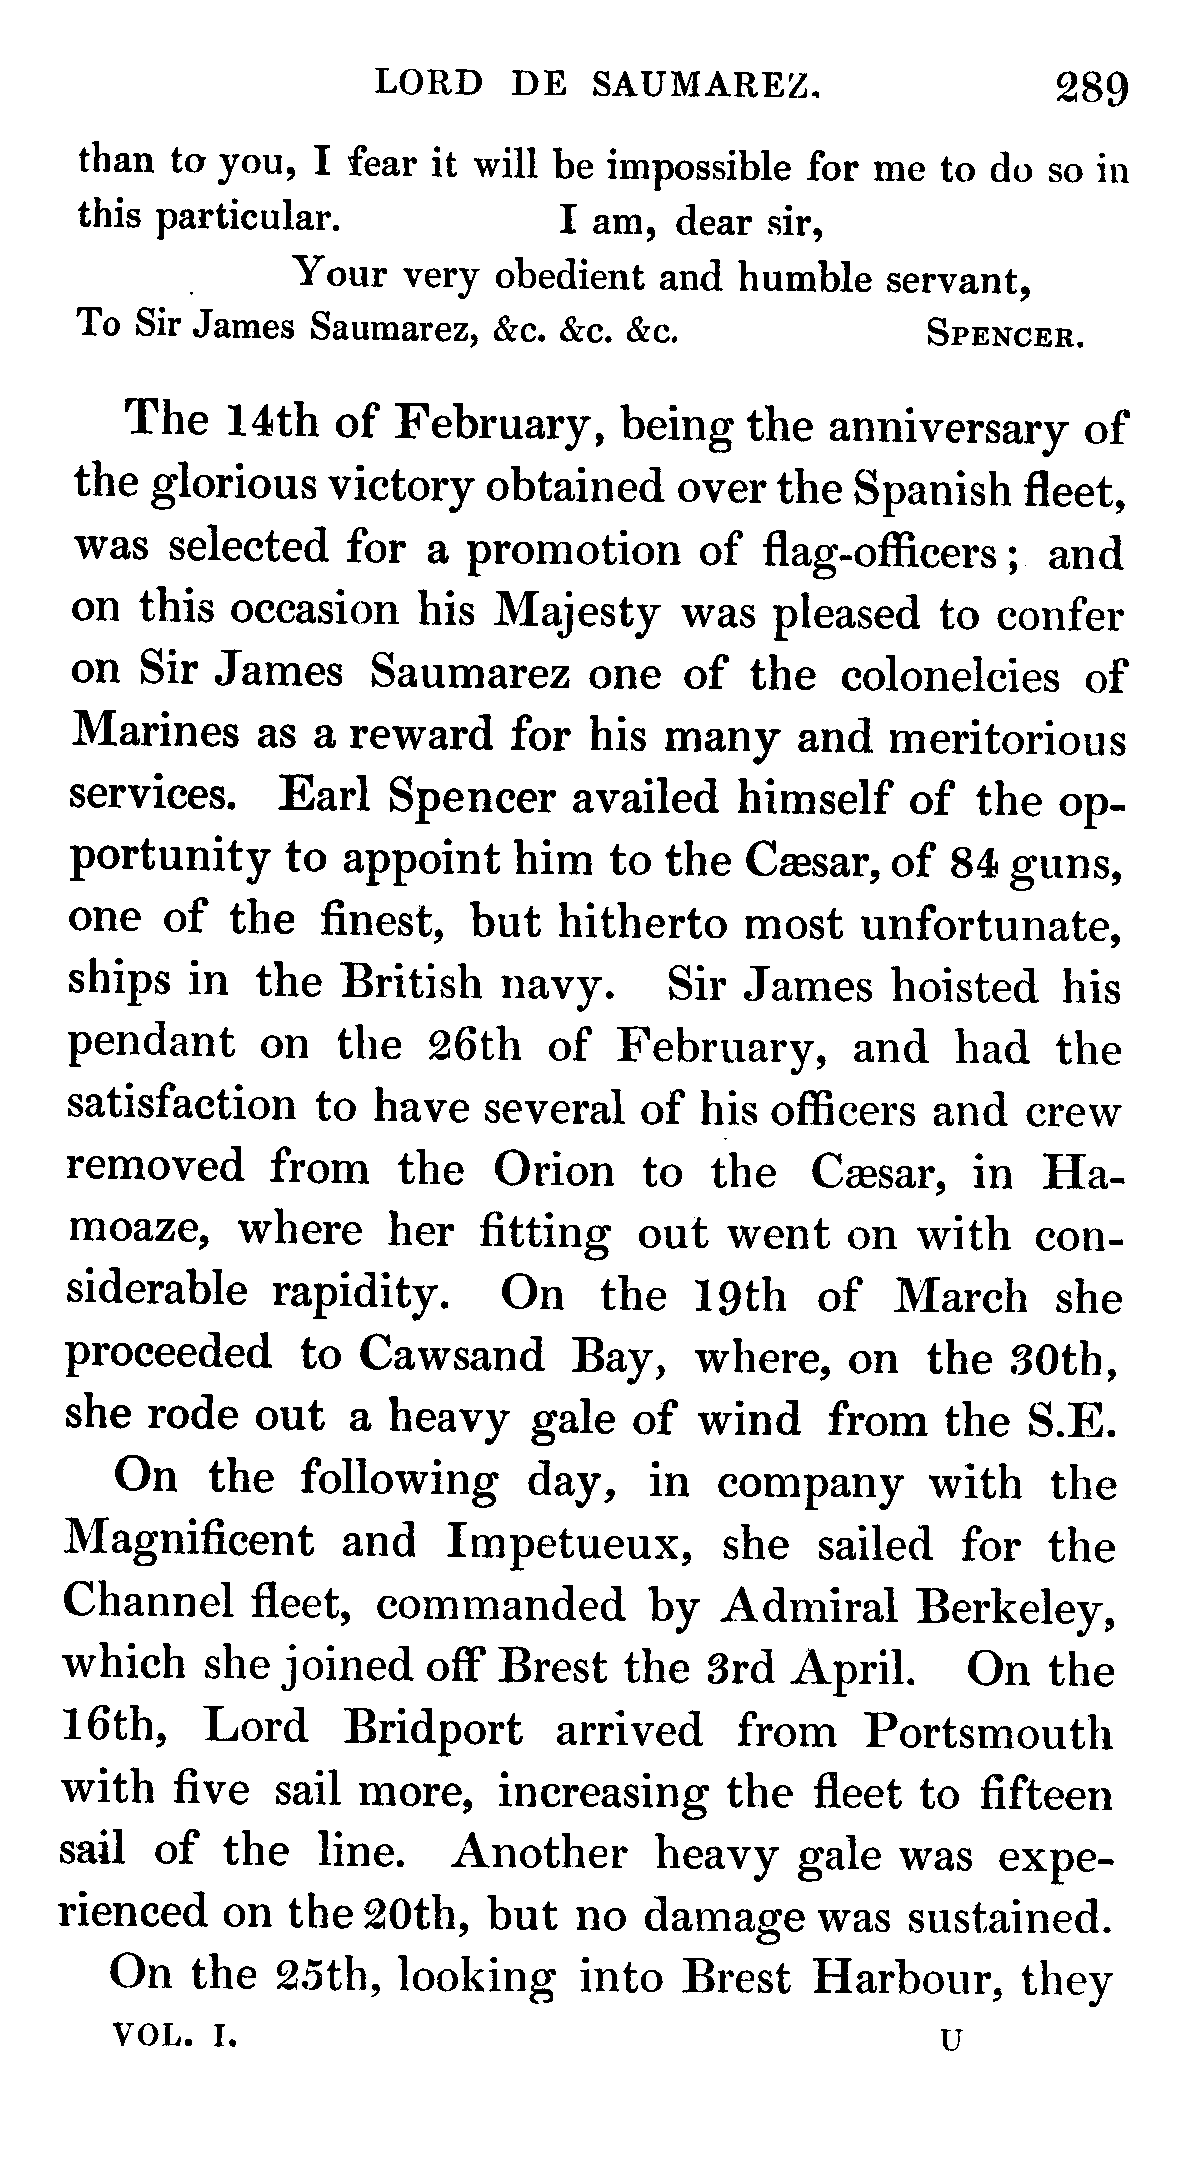 LORD DE SAUMAREZ. 289
than to you, I fear it will be impossible for me to do so in
this particular. I am, dear sir,
Your very obedient and humble servant,
To Sir James Saumarez, &c. &c. &c. SPENCER.
The 14th of February, being the anniversary of
the glorious victory obtained over the Spanish fleet,
was selected for a promotion of flag-officers; and
on this occasion his Majesty was pleased to confer
on Sir James Saumarez one of the colonelcies of
Marines as a reward for his many and meritorious
services. Earl Spencer availed himself of the op-
portunity to appoint him to the Cæsar, of 84 guns,
one of the finest, but hitherto most unfortunate,
ships in the British navy. Sir James hoisted his
pendant on the 26th of February, and had the
satisfaction to have several of his officers and crew
removed from the Orion to the Cæsar, in Ha-
moaze, where her fitting out went on with con-
siderable rapidity. On the 19th of March she
proceeded to Cawsand Bay, where, on the 30th,
she rode out a heavy gale of wind from the S.E.
On the following day, in company with the
Magnificent and Impetueux, she sailed for the
Channel fleet, commanded by Admiral Berkeley,
which she joined off Brest the 3rd April. On the
16th, Lord Bridport arrived from Portsmouth
with five sail more, increasing the fleet to fifteen
sail of the line. Another heavy gale was expe-
rienced on the 20th, but no damage was sustained.
On the 25th, looking into Brest Harbour, they
VOL. I. U